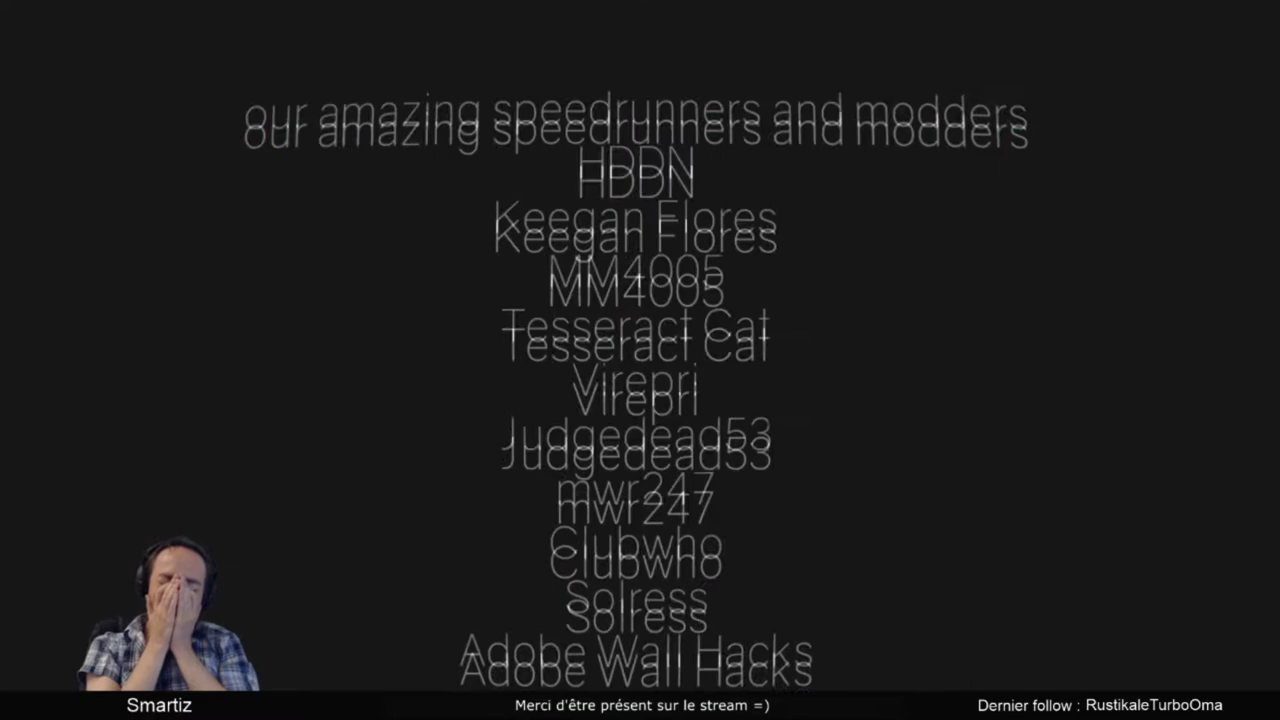 our amazing speedrunners and modders
HDDN
Keegan Flores
MM4005
Tesseract Cat
Virepri
Judgedead53
mwr247
Clubwho
Solress
Adobe Wall Hacks
Smartiz
Merci d'être présent sur le stream =)
Dernier follow : RustikaleTurboOma